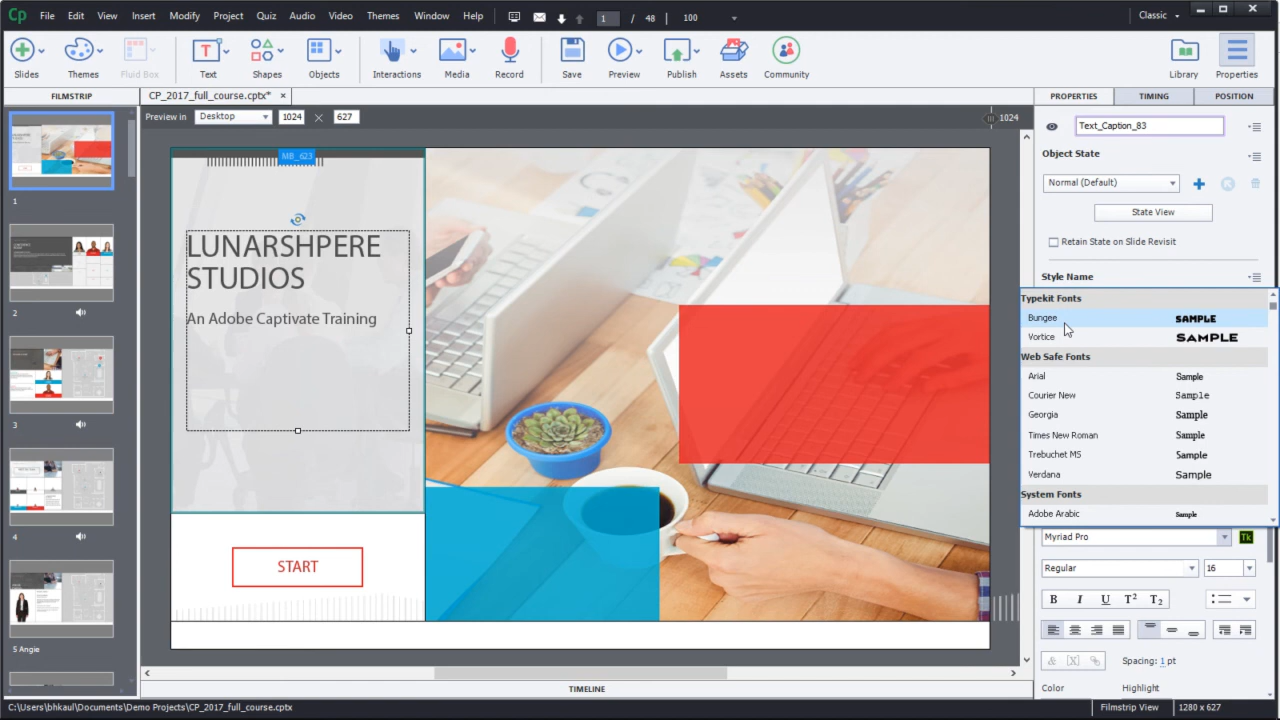 Cp File Edit View Insert Modify Project Quiz Audio Video Themes Window Help 1 / 48 100 Classic
Slides Themes Fluid Box Text Shapes Objects Interactions Media Record Save Preview Publish Assets Community Library Properties
FILMSTRIP CP_2017_full_course.cptx* × PROPERTIES TIMING POSITION
Preview in Desktop 1024 627 1024
Text_Caption_83
Object State
MB_623
Normal (Default)
1
State View
Retain State on Slide Revisit
LUNARSHPERE
STUDIOS
An Adobe Captivate Training
Style Name
Typekit Fonts
Bungee SAMPLE
Vortice SAMPLE
Web Safe Fonts
Arial Sample
Courier New Sample
Georgia Sample
Times New Roman Sample
Trebuchet MS Sample
Verdana Sample
System Fonts
Adobe Arabic Sample
2
3
4
Myriad Pro Tk
START
Regular 16
B I U T2 T2
5 Angie
& [X] Spacing: 1 pt
Color Highlight
TIMELINE
C:\Users\bhkaul\Documents\Demo Projects\CP_2017_full_course.cptx Filmstrip View 1280 x 627